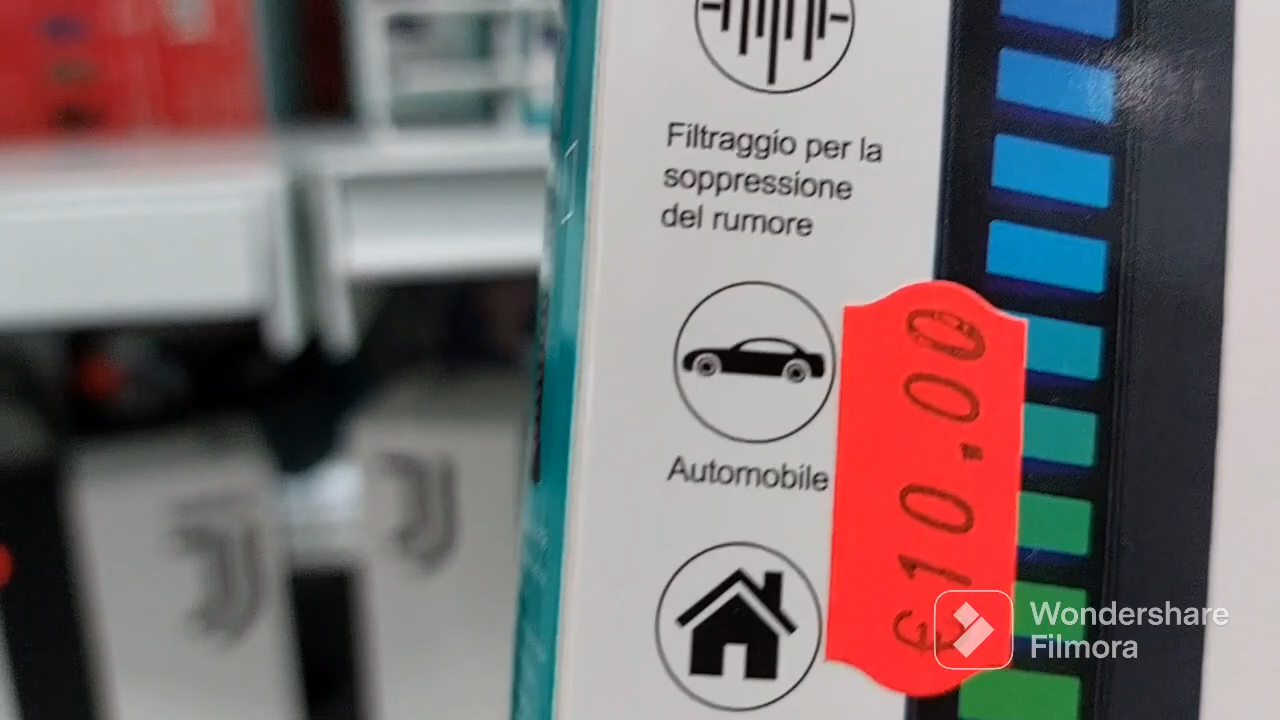 Filtraggio per la
soppressione
del rumore
Automobile
€10.00
Wondershare
Filmora